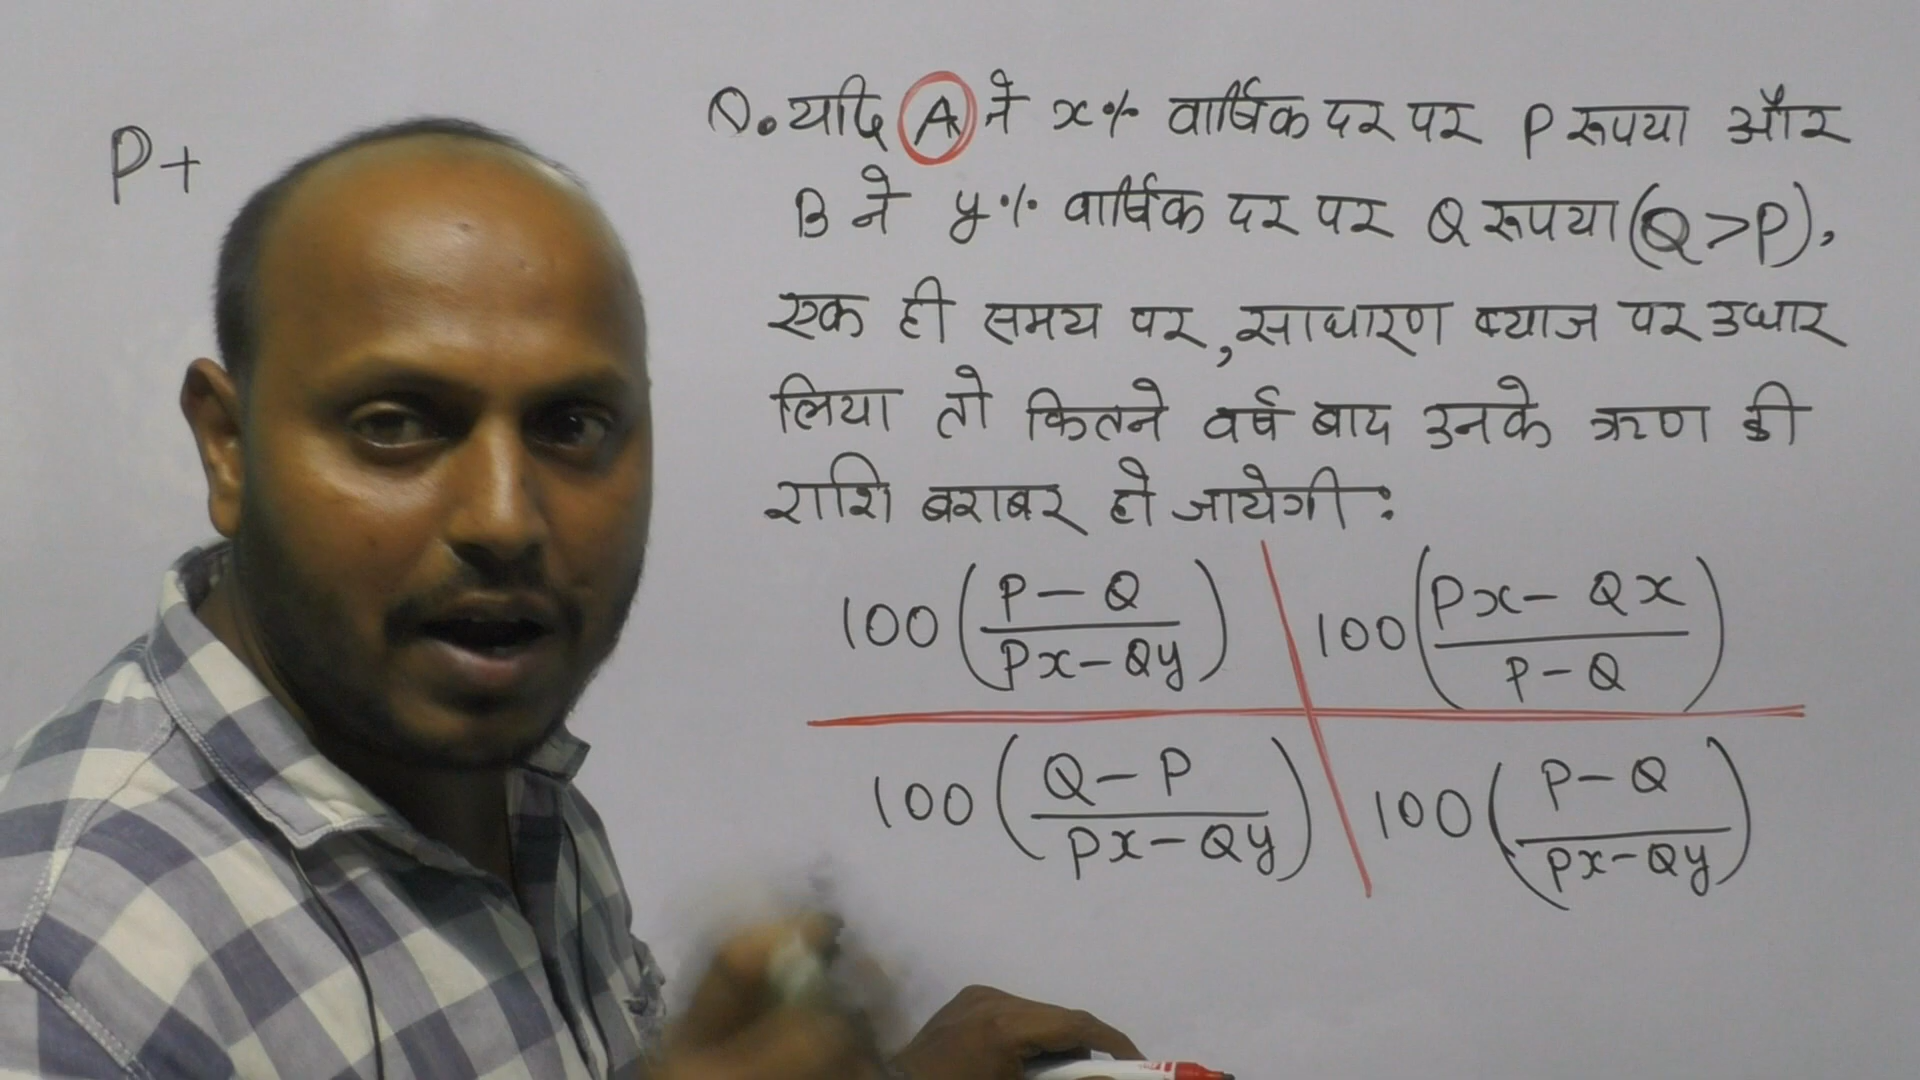 P+
Q. यदि A ने x% वार्षिक दर पर P रूपया और
B ने y% वार्षिक दर पर Q रूपया (Q>P),
एक ही समय पर, साधारण ब्याज पर उधार
लिया तो कितने वर्ष बाद उनके ऋण की
राशि बराबर हो जायेगी:
100 (P-Q / Px-Qy) 100 (Px-Qx / P-Q)
100 (Q-P / Px-Qy) 100 (P-Q / Px-Qy)